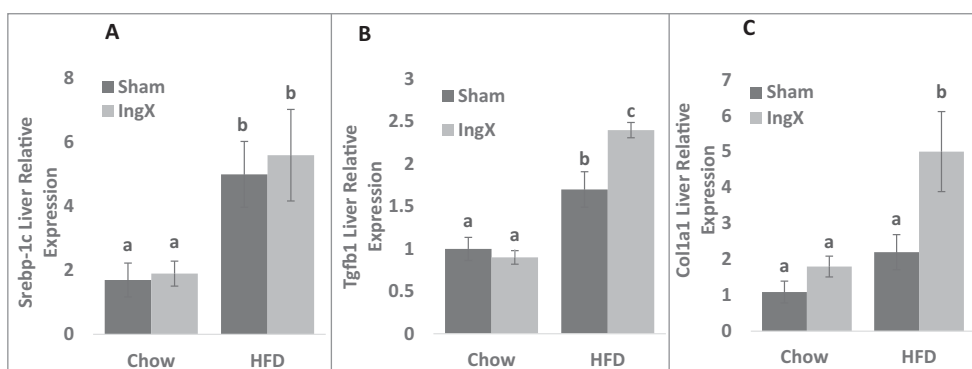 A
Srebp-1c Liver Relative
Expression
8
6
4
2
0
Sham
IngX
a
a
b
b
Chow
HFD
B
Tgfb1 Liver Relative
Expression
3
2.5
2
1.5
1
0.5
0
Sham
IngX
a
a
b
c
Chow
HFD
C
Col1a1 Liver Relative
Expression
7
6
5
4
3
2
1
0
Sham
IngX
a
a
a
b
Chow
HFD